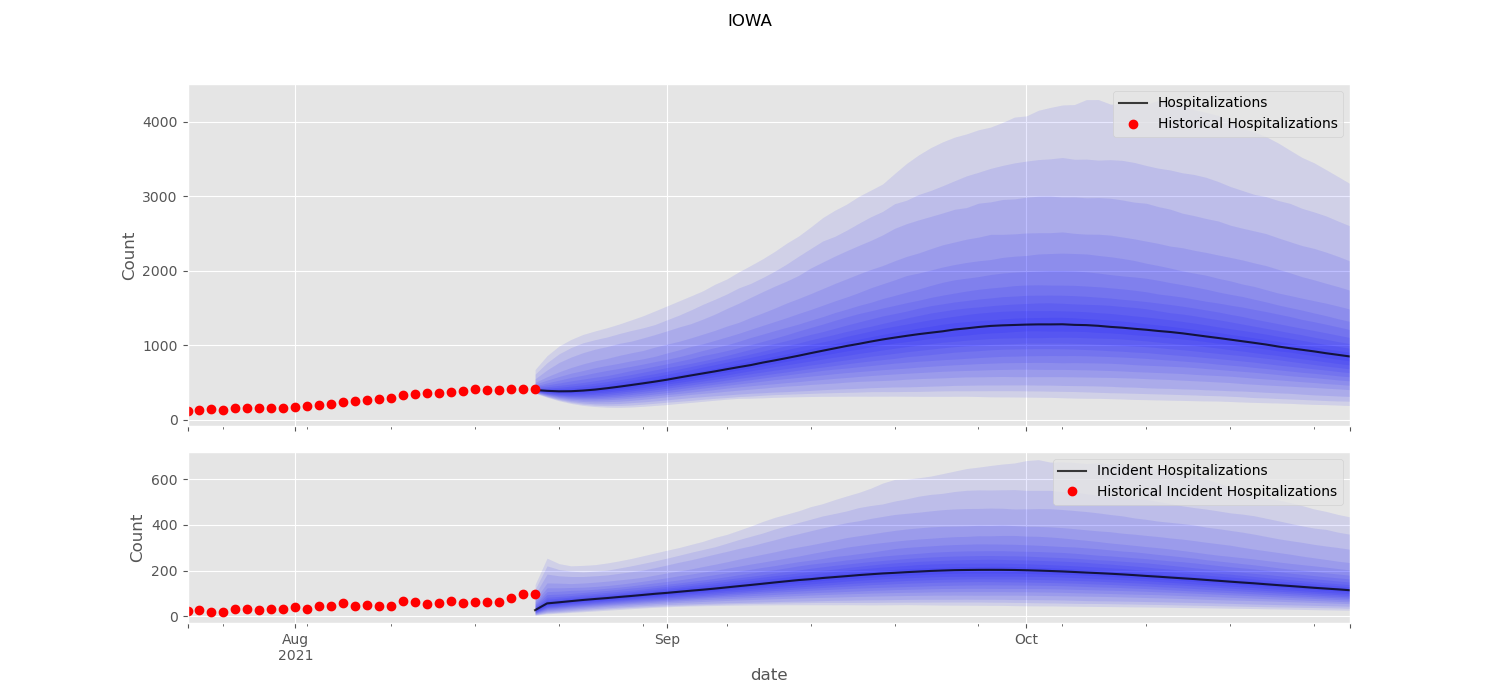 IOWA
4000
3000
2000
1000
0
Count
Hospitalizations
Historical Hospitalizations
600
400
200
0
Count
Incident Hospitalizations
Historical Incident Hospitalizations
Aug
2021
Sep
Oct
date